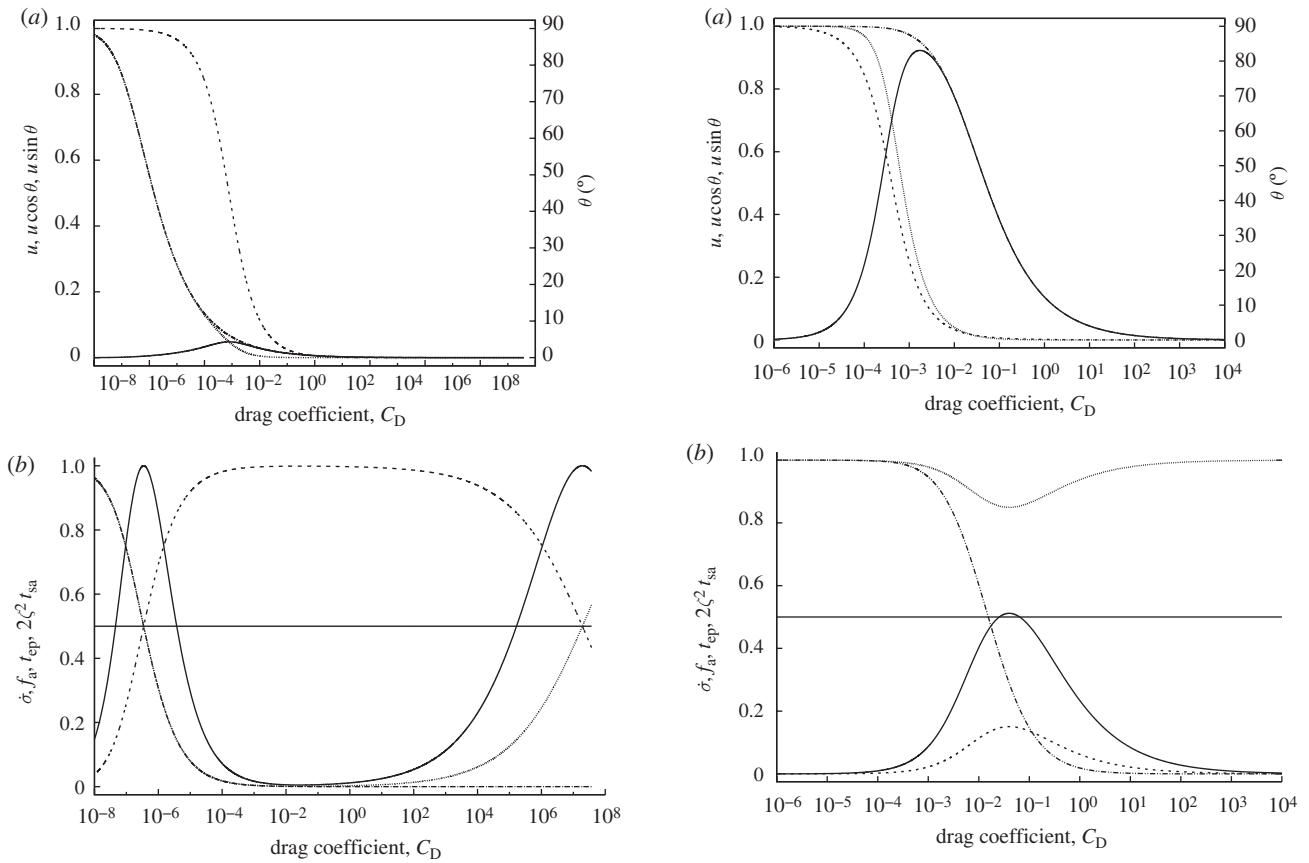 (a)
1.0
0.8
0.6
0.4
0.2
0
u, u cos θ, u sin θ
90
80
70
60
50
40
30
20
10
0
θ (°)
10⁻⁸ 10⁻⁶ 10⁻⁴ 10⁻² 10⁰ 10² 10⁴ 10⁶ 10⁸
drag coefficient, C_D
(a)
1.0
0.8
0.6
0.4
0.2
0
u, u cos θ, u sin θ
90
80
70
60
50
40
30
20
10
0
θ (°)
10⁻⁶ 10⁻⁵ 10⁻⁴ 10⁻³ 10⁻² 10⁻¹ 10⁰ 10¹ 10² 10³ 10⁴
drag coefficient, C_D
(b)
1.0
0.8
0.6
0.4
0.2
0
σ̇, f_a, t_ep, 2ζ² t_sa
10⁻⁸ 10⁻⁶ 10⁻⁴ 10⁻² 10⁰ 10² 10⁴ 10⁶ 10⁸
drag coefficient, C_D
(b)
1.0
0.8
0.6
0.4
0.2
0
σ̇, f_a, t_ep, 2ζ² t_sa
10⁻⁶ 10⁻⁵ 10⁻⁴ 10⁻³ 10⁻² 10⁻¹ 10⁰ 10¹ 10² 10³ 10⁴
drag coefficient, C_D